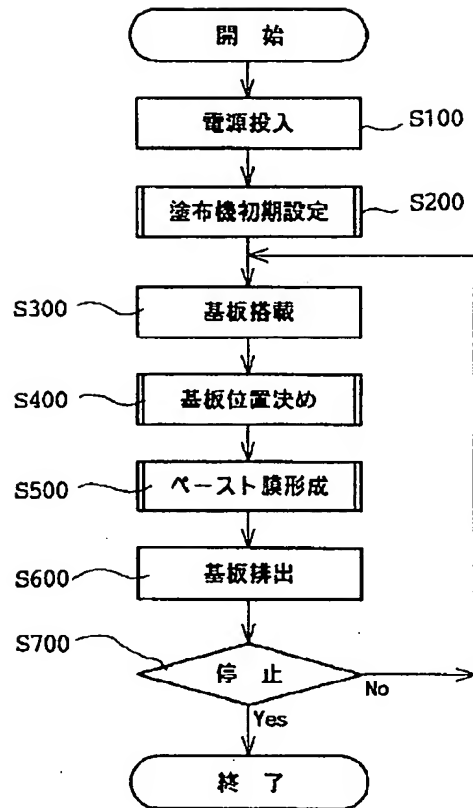 開 始
電源投入
S100
塗布機初期設定
S200
S300
基板搭載
S400
基板位置決め
S500
ペースト膜形成
S600
基板排出
S700
停 止
No
Yes
終 了